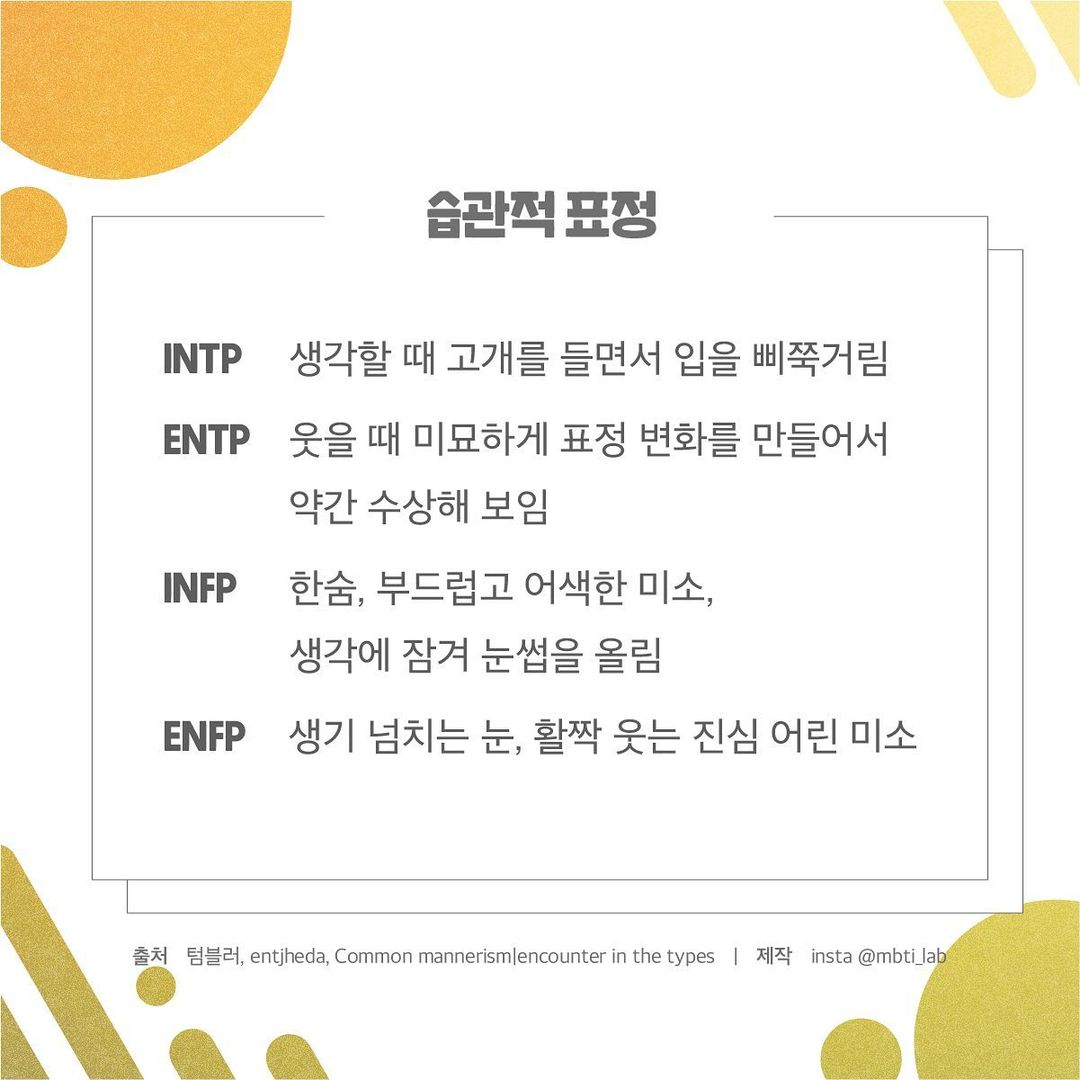 습관적 표정
INTP 생각할 때 고개를 들면서 입을 삐쭉거림
ENTP 웃을 때 미묘하게 표정 변화를 만들어서
약간 수상해 보임
INFP 한숨, 부드럽고 어색한 미소,
생각에 잠겨 눈썹을 올림
ENFP 생기 넘치는 눈, 활짝 웃는 진심 어린 미소
출처 텀블러, entjheda, Common mannerism|encounter in the types | 제작 insta @mbti_lab